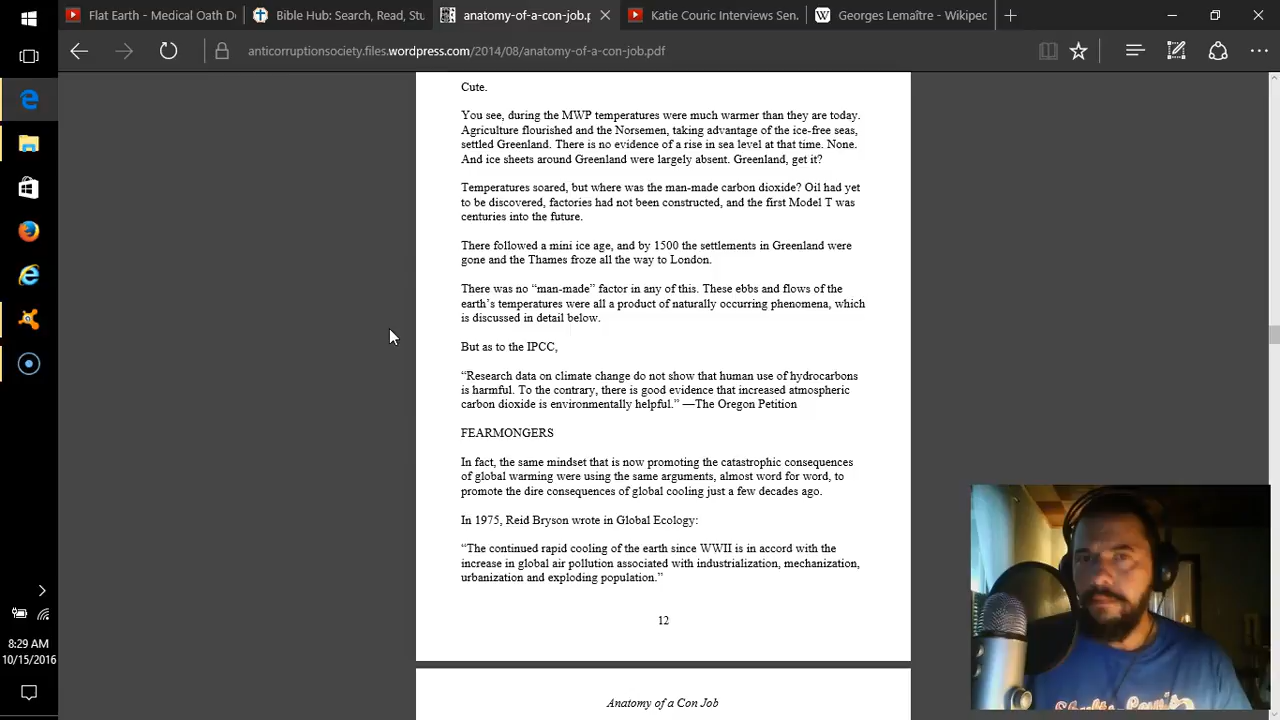 Flat Earth - Medical Oath D
Bible Hub: Search, Read, Stu
anatomy-of-a-con-job.p
Katie Couric Interviews Sen.
Georges Lemaître - Wikipec
anticorruptionsociety.files.wordpress.com/2014/08/anatomy-of-a-con-job.pdf
Cute.
You see, during the MWP temperatures were much warmer than they are today.
Agriculture flourished and the Norsemen, taking advantage of the ice-free seas,
settled Greenland. There is no evidence of a rise in sea level at that time. None.
And ice sheets around Greenland were largely absent. Greenland, get it?
Temperatures soared, but where was the man-made carbon dioxide? Oil had yet
to be discovered, factories had not been constructed, and the first Model T was
centuries into the future.
There followed a mini ice age, and by 1500 the settlements in Greenland were
gone and the Thames froze all the way to London.
There was no “man-made” factor in any of this. These ebbs and flows of the
earth’s temperatures were all a product of naturally occurring phenomena, which
is discussed in detail below.
But as to the IPCC,
“Research data on climate change do not show that human use of hydrocarbons
is harmful. To the contrary, there is good evidence that increased atmospheric
carbon dioxide is environmentally helpful.” —The Oregon Petition
FEARMONGERS
In fact, the same mindset that is now promoting the catastrophic consequences
of global warming were using the same arguments, almost word for word, to
promote the dire consequences of global cooling just a few decades ago.
In 1975, Reid Bryson wrote in Global Ecology:
“The continued rapid cooling of the earth since WWII is in accord with the
increase in global air pollution associated with industrialization, mechanization,
urbanization and exploding population.”
12
Anatomy of a Con Job
8:29 AM
10/15/2016